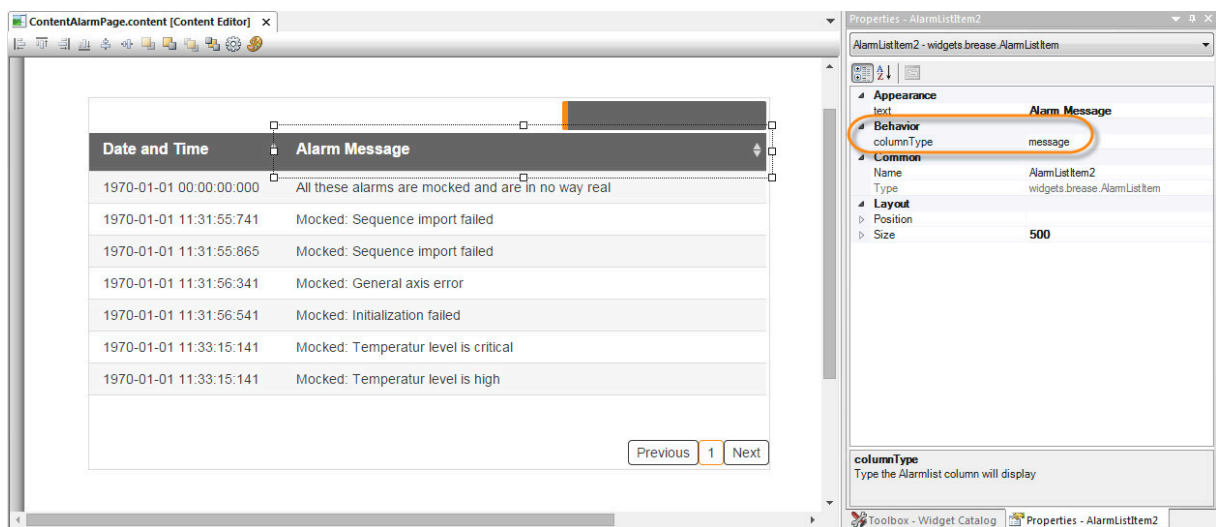 ContentAlarmPage.content [Content Editor]
Date and Time Alarm Message
1970-01-01 00:00:00:000 All these alarms are mocked and are in no way real
1970-01-01 11:31:55:741 Mocked: Sequence import failed
1970-01-01 11:31:55:865 Mocked: Sequence import failed
1970-01-01 11:31:56:341 Mocked: General axis error
1970-01-01 11:31:56:541 Mocked: Initialization failed
1970-01-01 11:33:15:141 Mocked: Temperatur level is critical
1970-01-01 11:33:15:141 Mocked: Temperatur level is high
Previous 1 Next
Properties - AlarmListItem2
AlarmListItem2 - widgets.brease.AlarmListItem
Appearance
text Alarm Message
Behavior
columnType message
Common
Name AlarmListItem2
Type widgets.brease.AlarmListItem
Layout
Position
Size 500
columnType
Type the Alarmlist column will display
Toolbox - Widget Catalog Properties - AlarmListItem2